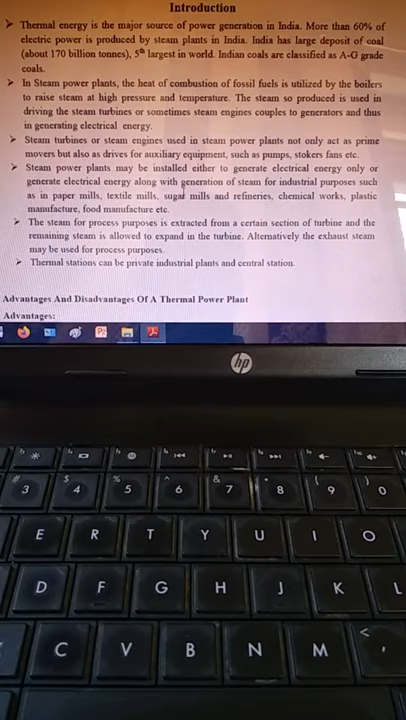 Introduction
➤ Thermal energy is the major source of power generation in India. More than 60% of
electric power is produced by steam plants in India. India has large deposit of coal
(about 170 billion tonnes), 5th largest in world. Indian coals are classified as A-G grade
coals.
➤ In Steam power plants, the heat of combustion of fossil fuels is utilized by the boilers
to raise steam at high pressure and temperature. The steam so produced is used in
driving the steam turbines or sometimes steam engines couples to generators and thus
in generating electrical energy.
➤ Steam turbines or steam engines used in steam power plants not only act as prime
movers but also as drives for auxiliary equipment, such as pumps, stokers fans etc.
➤ Steam power plants may be installed either to generate electrical energy only or
generate electrical energy along with generation of steam for industrial purposes such
as in paper mills, textile mills, sugar mills and refineries, chemical works, plastic
manufacture, food manufacture etc.
➤ The steam for process purposes is extracted from a certain section of turbine and the
remaining steam is allowed to expand in the turbine. Alternatively the exhaust steam
may be used for process purposes.
➤ Thermal stations can be private industrial plants and central station.
Advantages And Disadvantages Of A Thermal Power Plant
Advantages:
hp
# $ % ^ & * ( )
3 4 5 6 7 8 9 0
E R T Y U I O
D F G H J K L
<
C V B N M ,